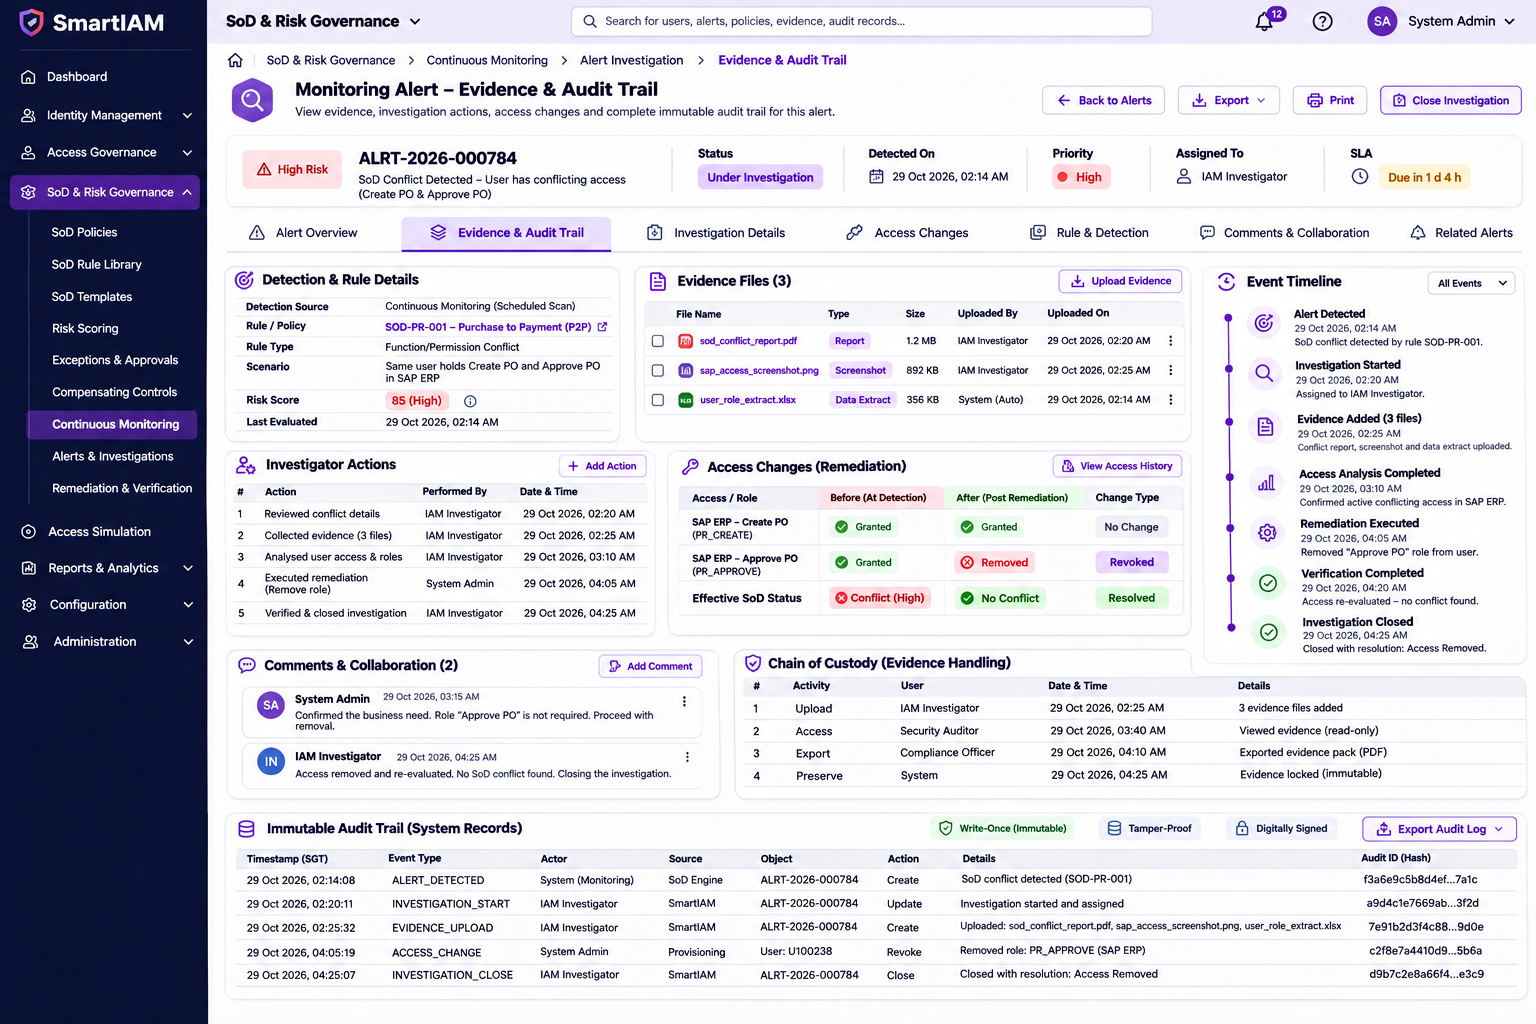 SmartIAM
SoD & Risk Governance
Search for users, alerts, policies, evidence, audit records...
12
SA
System Admin
Dashboard
Identity Management
Access Governance
SoD & Risk Governance
SoD Policies
SoD Rule Library
SoD Templates
Risk Scoring
Exceptions & Approvals
Compensating Controls
Continuous Monitoring
Alerts & Investigations
Remediation & Verification
Access Simulation
Reports & Analytics
Configuration
Administration
SoD & Risk Governance > Continuous Monitoring > Alert Investigation > Evidence & Audit Trail
Monitoring Alert – Evidence & Audit Trail
View evidence, investigation actions, access changes and complete immutable audit trail for this alert.
Back to Alerts
Export
Print
Close Investigation
High Risk
ALRT-2026-000784
SoD Conflict Detected – User has conflicting access
(Create PO & Approve PO)
Status
Under Investigation
Detected On
29 Oct 2026, 02:14 AM
Priority
High
Assigned To
IAM Investigator
SLA
Due in 1 d 4 h
Alert Overview
Evidence & Audit Trail
Investigation Details
Access Changes
Rule & Detection
Comments & Collaboration
Related Alerts
Detection & Rule Details
Detection Source Continuous Monitoring (Scheduled Scan)
Rule / Policy SOD-PR-001 – Purchase to Payment (P2P)
Rule Type Function/Permission Conflict
Scenario Same user holds Create PO and Approve PO
in SAP ERP
Risk Score 85 (High)
Last Evaluated 29 Oct 2026, 02:14 AM
Evidence Files (3)
Upload Evidence
File Name Type Size Uploaded By Uploaded On
sod_conflict_report.pdf Report 1.2 MB IAM Investigator 29 Oct 2026, 02:20 AM
sap_access_screenshot.png Screenshot 892 KB IAM Investigator 29 Oct 2026, 02:25 AM
user_role_extract.xlsx Data Extract 356 KB System (Auto) 29 Oct 2026, 02:14 AM
Event Timeline
All Events
Alert Detected
29 Oct 2026, 02:14 AM
SoD conflict detected by rule SOD-PR-001.
Investigation Started
29 Oct 2026, 02:20 AM
Assigned to IAM Investigator.
Evidence Added (3 files)
29 Oct 2026, 02:25 AM
Conflict report, screenshot and data extract uploaded.
Access Analysis Completed
29 Oct 2026, 03:10 AM
Confirmed active conflicting access in SAP ERP.
Remediation Executed
29 Oct 2026, 04:05 AM
Removed “Approve PO” role from user.
Verification Completed
29 Oct 2026, 04:20 AM
Access re-evaluated – no conflict found.
Investigation Closed
29 Oct 2026, 04:25 AM
Closed with resolution: Access Removed.
Investigator Actions
Add Action
# Action Performed By Date & Time
1 Reviewed conflict details IAM Investigator 29 Oct 2026, 02:20 AM
2 Collected evidence (3 files) IAM Investigator 29 Oct 2026, 02:25 AM
3 Analysed user access & roles IAM Investigator 29 Oct 2026, 03:10 AM
4 Executed remediation
(Remove role) System Admin 29 Oct 2026, 04:05 AM
5 Verified & closed investigation IAM Investigator 29 Oct 2026, 04:25 AM
Access Changes (Remediation)
View Access History
Access / Role Before (At Detection) After (Post Remediation) Change Type
SAP ERP – Create PO
(PR_CREATE) Granted Granted No Change
SAP ERP – Approve PO
(PR_APPROVE) Granted Removed Revoked
Effective SoD Status Conflict (High) No Conflict Resolved
Comments & Collaboration (2)
Add Comment
SA
System Admin 29 Oct 2026, 03:15 AM
Confirmed the business need. Role “Approve PO” is not required. Proceed with
removal.
IN
IAM Investigator 29 Oct 2026, 04:25 AM
Access removed and re-evaluated. No SoD conflict found. Closing the investigation.
Chain of Custody (Evidence Handling)
# Activity User Date & Time Details
1 Upload IAM Investigator 29 Oct 2026, 02:25 AM 3 evidence files added
2 Access Security Auditor 29 Oct 2026, 03:40 AM Viewed evidence (read-only)
3 Export Compliance Officer 29 Oct 2026, 04:10 AM Exported evidence pack (PDF)
4 Preserve System 29 Oct 2026, 04:25 AM Evidence locked (immutable)
Immutable Audit Trail (System Records)
Write-Once (Immutable)
Tamper-Proof
Digitally Signed
Export Audit Log
Timestamp (SGT) Event Type Actor Source Object Action Details Audit ID (Hash)
29 Oct 2026, 02:14:08 ALERT_DETECTED System (Monitoring) SoD Engine ALRT-2026-000784 Create SoD conflict detected (SOD-PR-001) f3a6e9c5b8d4ef...7a1c
29 Oct 2026, 02:20:11 INVESTIGATION_START IAM Investigator SmartIAM ALRT-2026-000784 Update Investigation started and assigned a9d4c1e7669ab...3f2d
29 Oct 2026, 02:25:32 EVIDENCE_UPLOAD IAM Investigator SmartIAM ALRT-2026-000784 Create Uploaded: sod_conflict_report.pdf, sap_access_screenshot.png, user_role_extract.xlsx 7e91b2d3f4c88...9d0e
29 Oct 2026, 04:05:19 ACCESS_CHANGE System Admin Provisioning User: U100238 Revoke Removed role: PR_APPROVE (SAP ERP) c2f8e7a4410d9...5b6a
29 Oct 2026, 04:25:07 INVESTIGATION_CLOSE IAM Investigator SmartIAM ALRT-2026-000784 Close Closed with resolution: Access Removed d9b7c2e8a66f4...e3c9